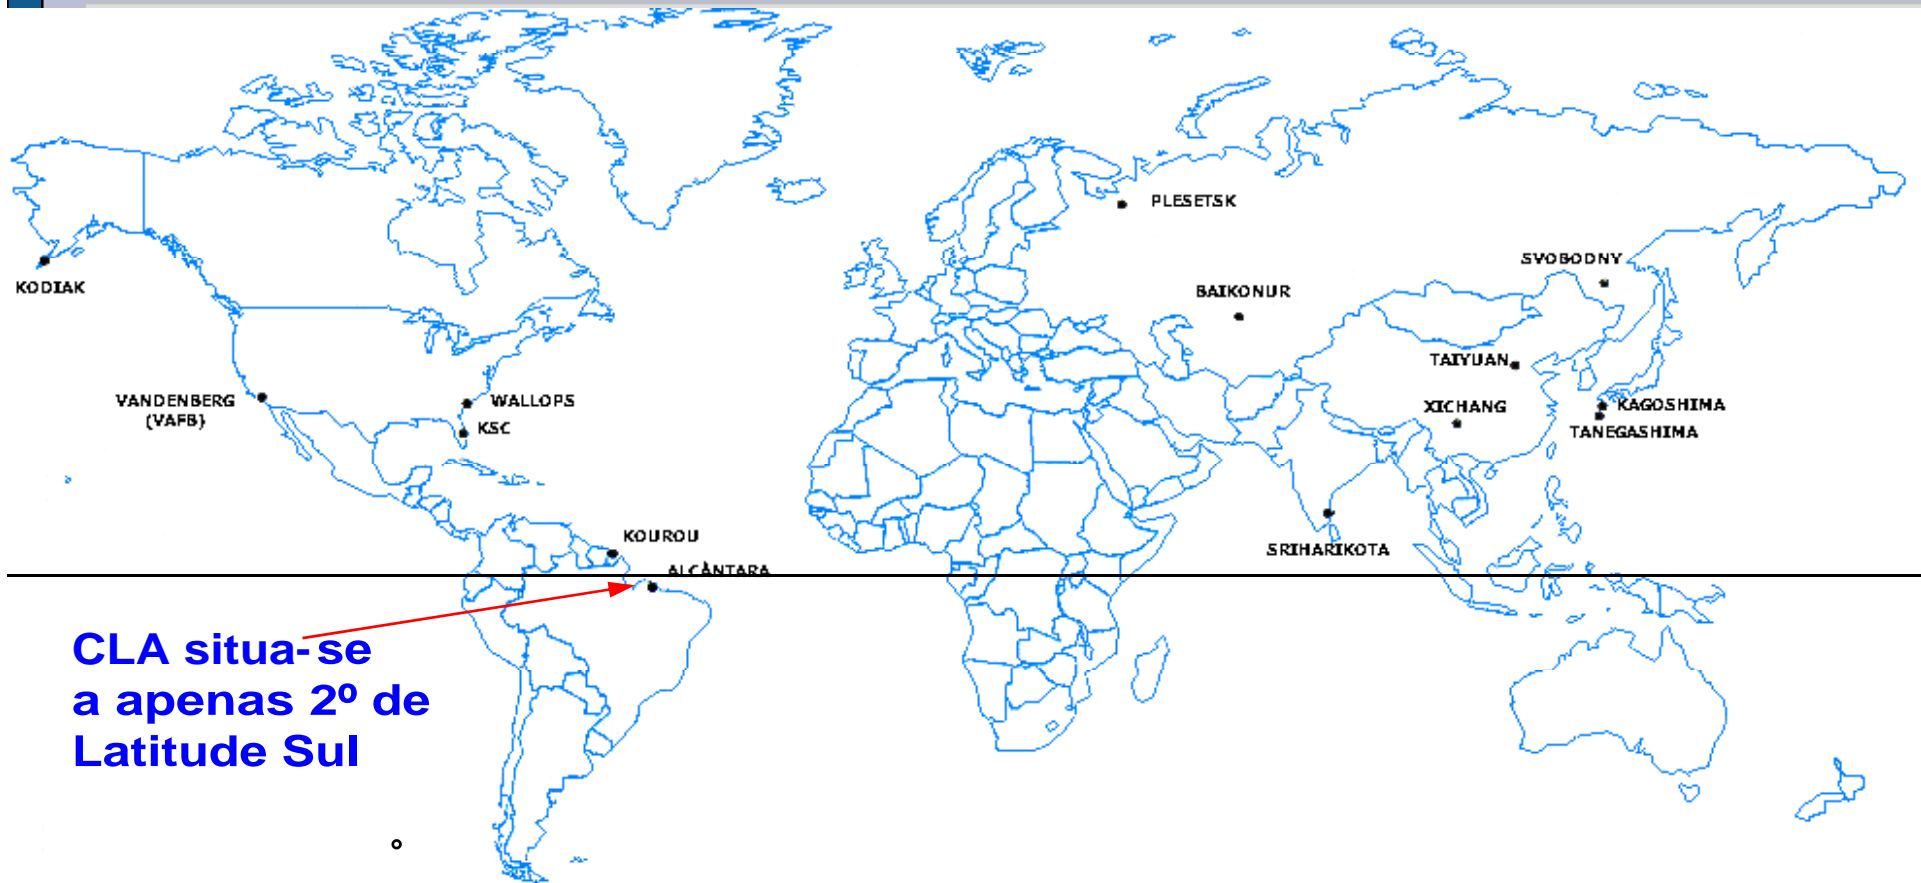 PLESETSK
SVOBODNY
KODIAK
BAIKONUR
TAIYUAN
VANDENBERG
(VAFB)
WALLOPS
KSC
XICHANG
KAGOSHIMA
TANEGASHIMA
KOUROU
SRIHARIKOTA
ALCÂNTARA
CLA situa-se
a apenas 2º de
Latitude Sul